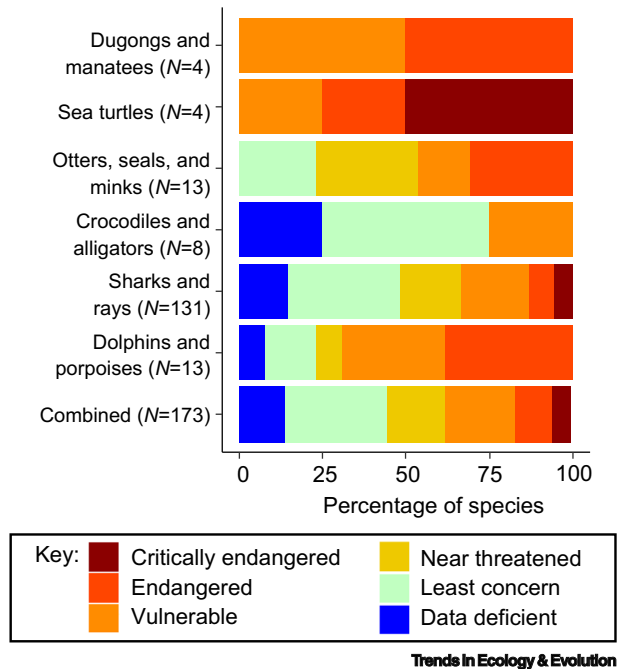 Dugongs and
manatees (N=4)
Sea turtles (N=4)
Otters, seals, and
minks (N=13)
Crocodiles and
alligators (N=8)
Sharks and
rays (N=131)
Dolphins and
porpoises (N=13)
Combined (N=173)
0 25 50 75 100
Percentage of species
Key:
Critically endangered
Endangered
Vulnerable
Near threatened
Least concern
Data deficient
Trends in Ecology & Evolution